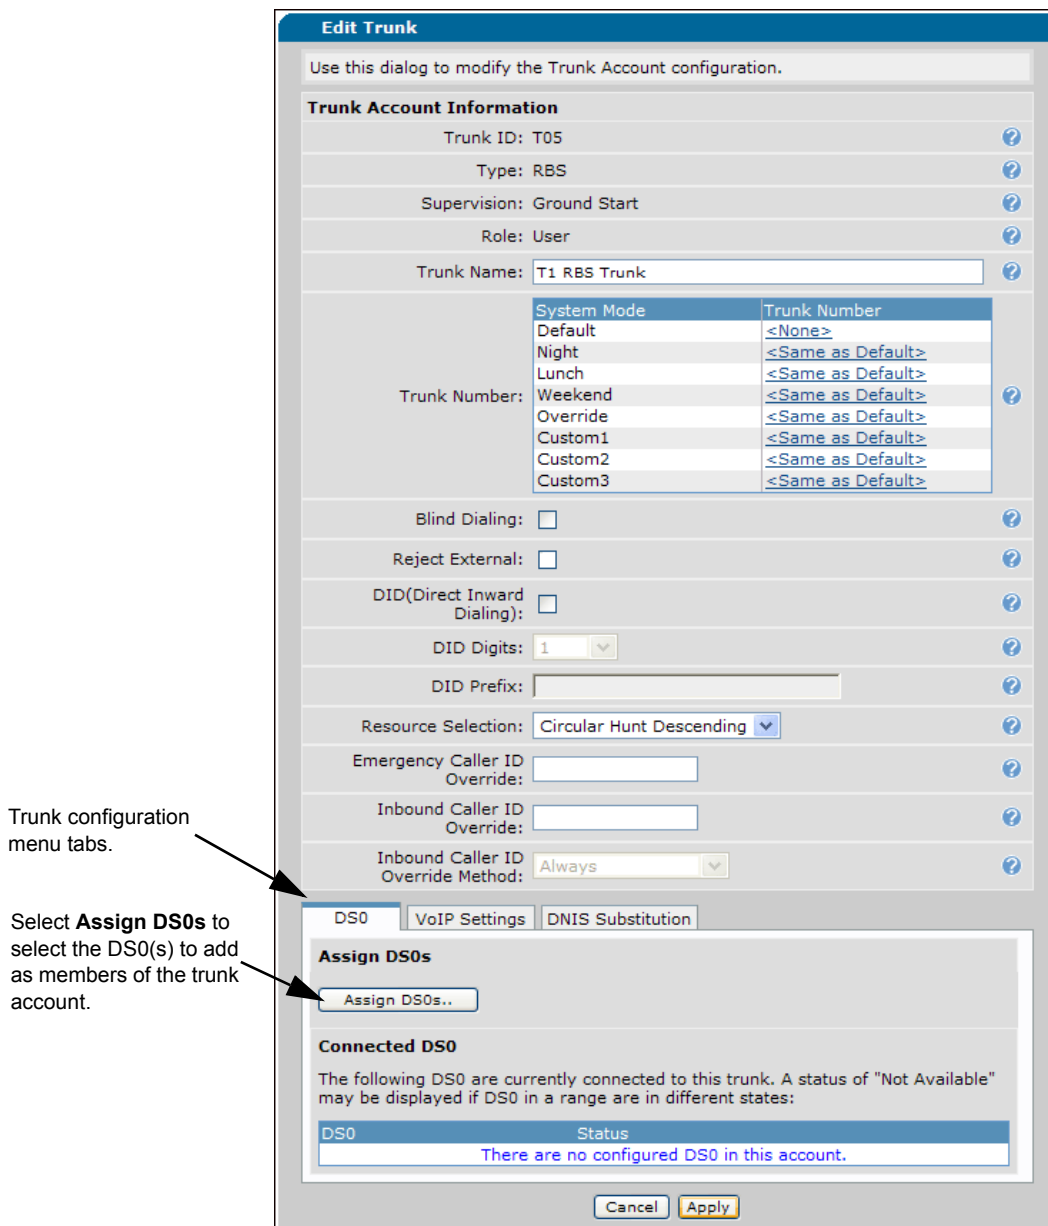 Edit Trunk
Use this dialog to modify the Trunk Account configuration.
Trunk Account Information
Trunk ID: T05
Type: RBS
Supervision: Ground Start
Role: User
Trunk Name: T1 RBS Trunk
Trunk Number:
System Mode Trunk Number
Default <None>
Night <Same as Default>
Lunch <Same as Default>
Weekend <Same as Default>
Override <Same as Default>
Custom1 <Same as Default>
Custom2 <Same as Default>
Custom3 <Same as Default>
Blind Dialing:
Reject External:
DID(Direct Inward
Dialing):
DID Digits: 1
DID Prefix:
Resource Selection: Circular Hunt Descending
Emergency Caller ID
Override:
Inbound Caller ID
Override:
Inbound Caller ID
Override Method: Always
Trunk configuration
menu tabs.
DS0 VoIP Settings DNIS Substitution
Select Assign DS0s to
select the DS0(s) to add
as members of the trunk
account.
Assign DS0s
Assign DS0s..
Connected DS0
The following DS0 are currently connected to this trunk. A status of "Not Available"
may be displayed if DS0 in a range are in different states:
DS0 Status
There are no configured DS0 in this account.
Cancel Apply